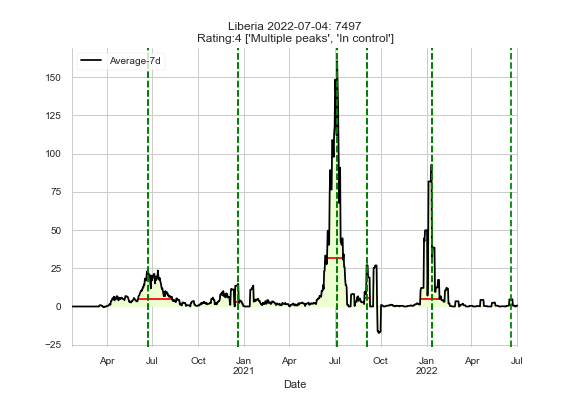 Liberia 2022-07-04: 7497
Rating:4 ['Multiple peaks', 'In control']
Average-7d
150
125
100
75
50
25
0
−25
Apr Jul Oct Jan Apr Jul Oct Jan Apr Jul
2021 2022
Date